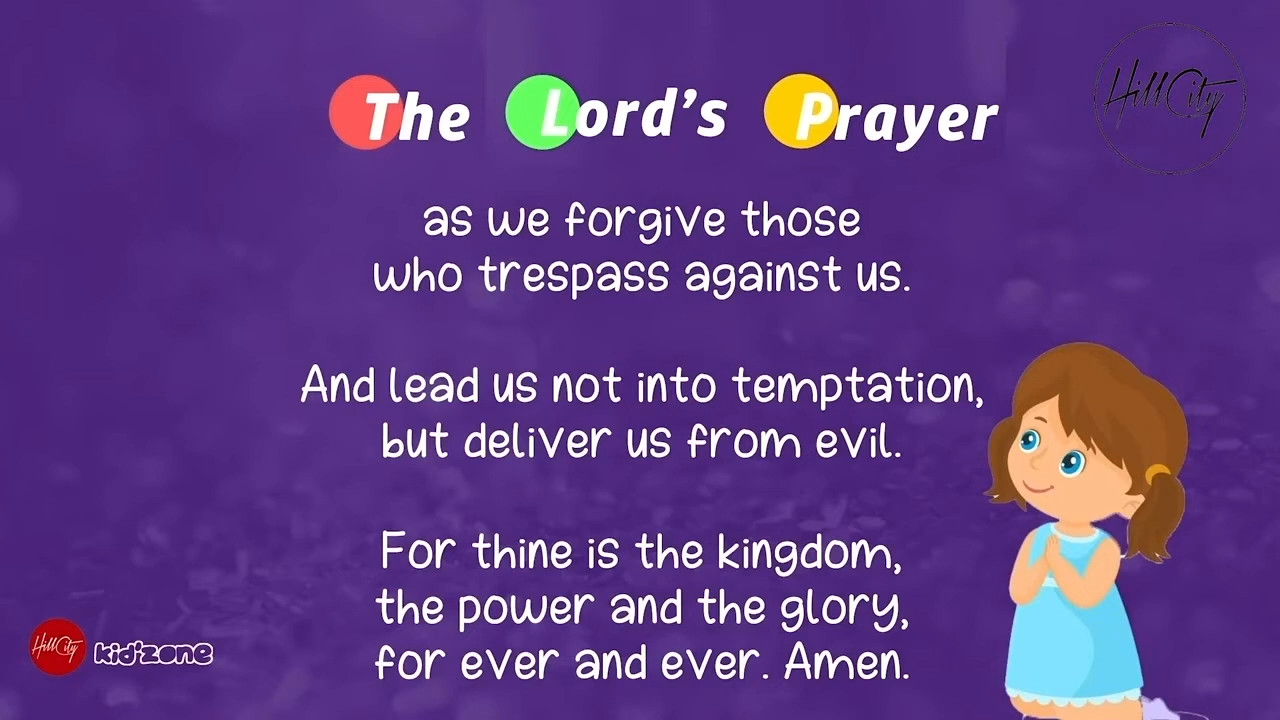 The Lord's Prayer
HillCity
as we forgive those
who trespass against us.
And lead us not into temptation,
but deliver us from evil.
For thine is the kingdom,
the power and the glory,
for ever and ever. Amen.
HillCity kid'zone